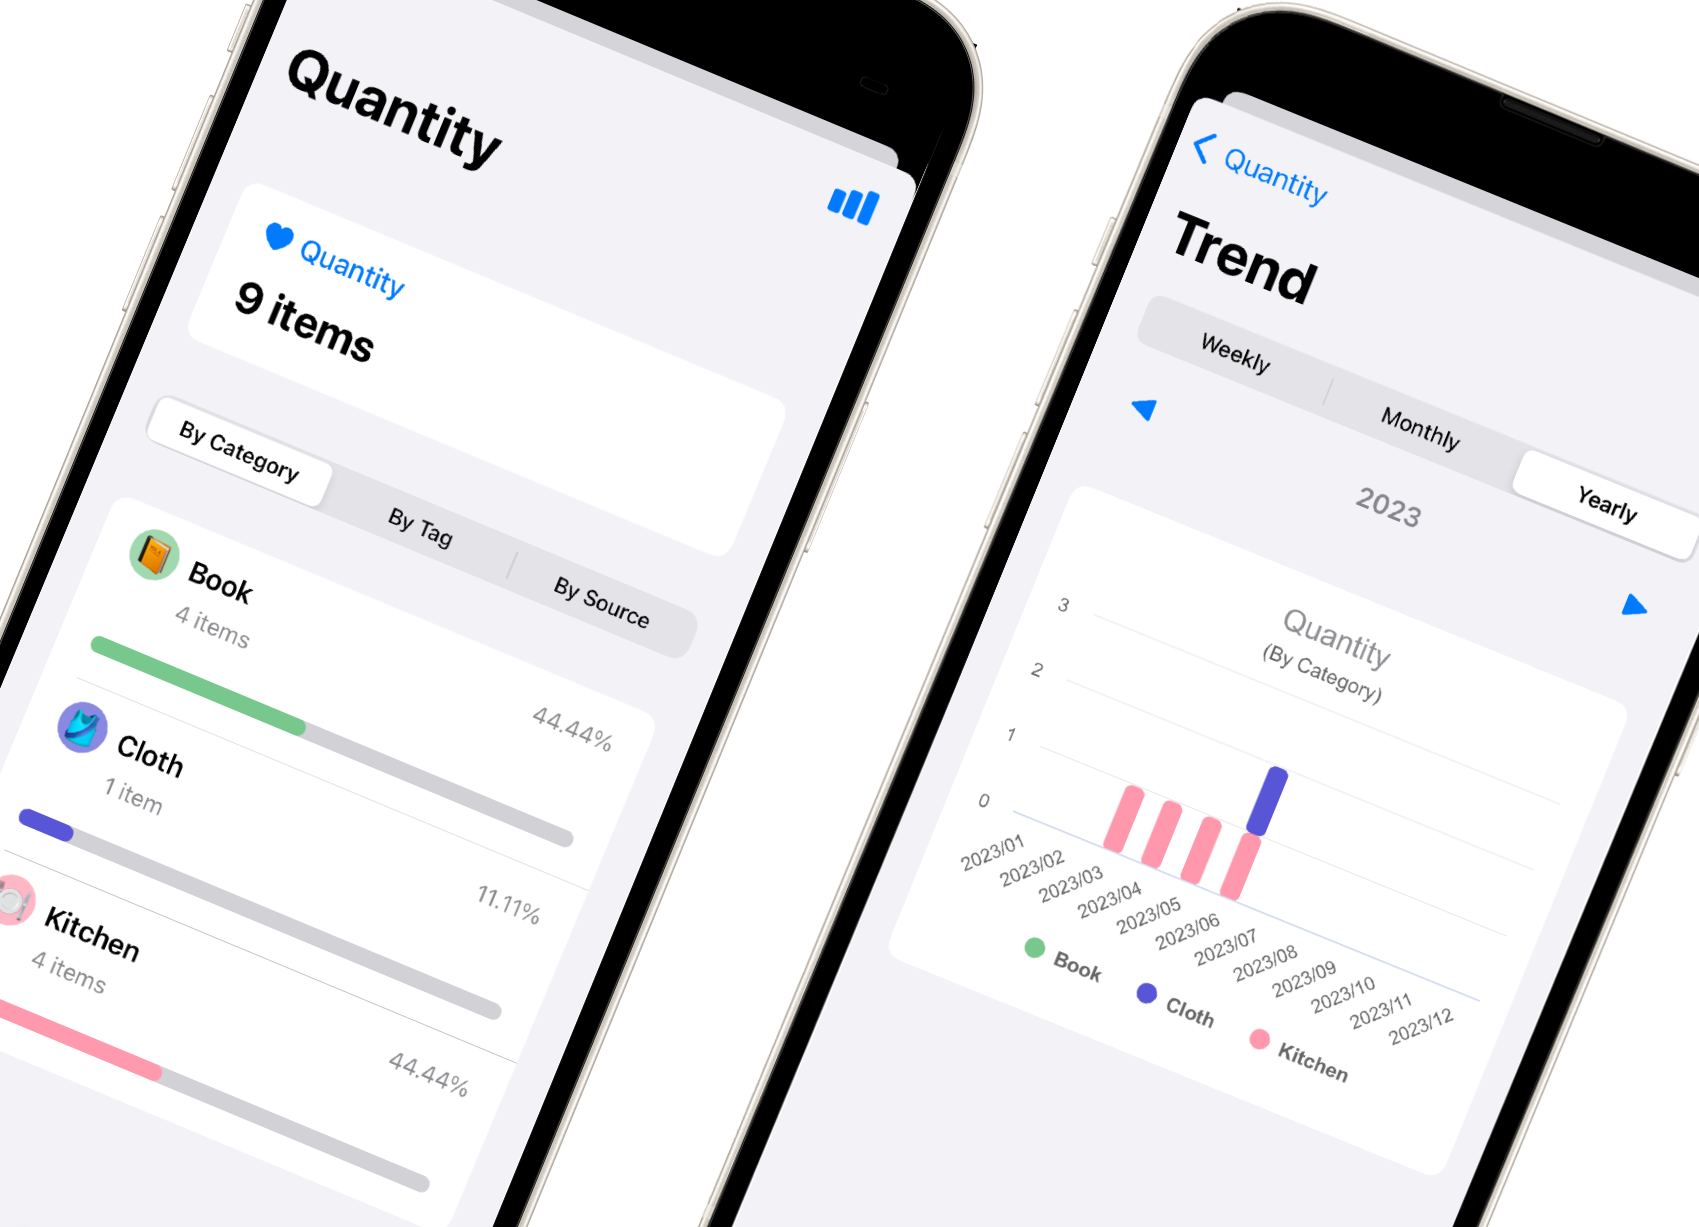 Quantity
Quantity
9 items
By Category
By Tag
By Source
Book
4 items
44.44%
Cloth
1 item
11.11%
Kitchen
4 items
44.44%
Quantity
Trend
Weekly
Monthly
Yearly
2023
Quantity
(By Category)
3
2
1
0
2023/01
2023/02
2023/03
2023/04
2023/05
2023/06
2023/07
2023/08
2023/09
2023/10
2023/11
2023/12
Book
Cloth
Kitchen